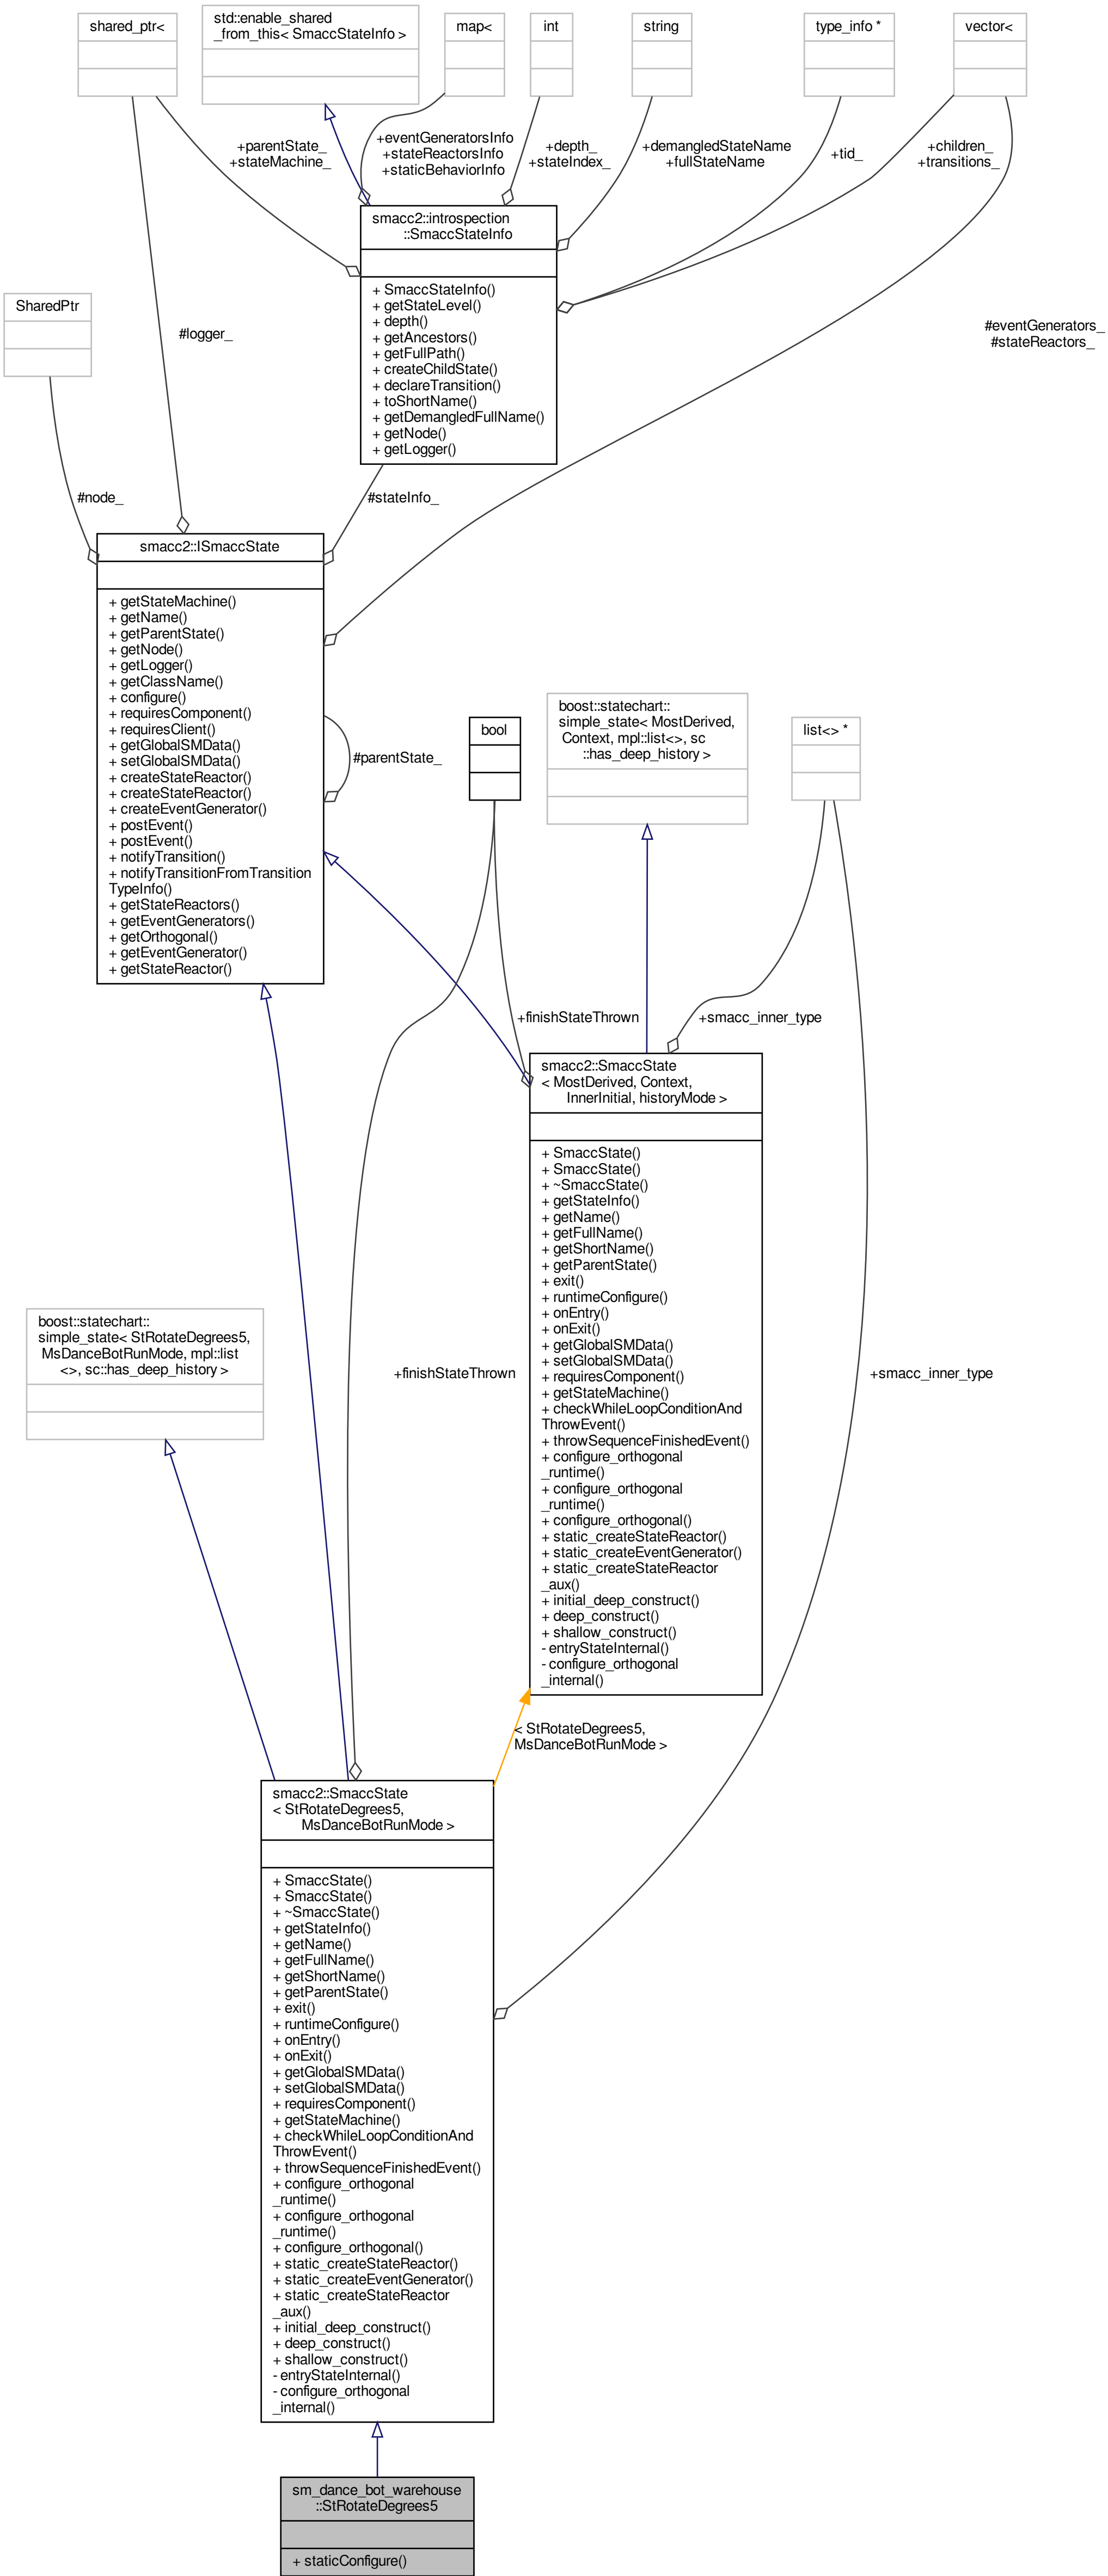 shared_ptr<
std::enable_shared
_from_this< SmaccStateInfo >
map<
int
string
type_info *
vector<
+parentState_
+stateMachine_
+eventGeneratorsInfo
+stateReactorsInfo
+staticBehaviorInfo
+depth_
+stateIndex_
+demangledStateName
+fullStateName
+tid_
+children_
+transitions_
smacc2::introspection
::SmaccStateInfo
+ SmaccStateInfo()
+ getStateLevel()
+ depth()
+ getAncestors()
+ getFullPath()
+ createChildState()
+ declareTransition()
+ toShortName()
+ getDemangledFullName()
+ getNode()
+ getLogger()
SharedPtr
#logger_
#eventGenerators_
#stateReactors_
#node_
#stateInfo_
smacc2::ISmaccState
+ getStateMachine()
+ getName()
+ getParentState()
+ getNode()
+ getLogger()
+ getClassName()
+ configure()
+ requiresComponent()
+ requiresClient()
+ getGlobalSMData()
+ setGlobalSMData()
+ createStateReactor()
+ createStateReactor()
+ createEventGenerator()
+ postEvent()
+ postEvent()
+ notifyTransition()
+ notifyTransitionFromTransition
TypeInfo()
+ getStateReactors()
+ getEventGenerators()
+ getOrthogonal()
+ getEventGenerator()
+ getStateReactor()
#parentState_
bool
boost::statechart::
simple_state< MostDerived,
Context, mpl::list<>, sc
::has_deep_history >
list<> *
+finishStateThrown
+smacc_inner_type
smacc2::SmaccState
< MostDerived, Context,
InnerInitial, historyMode >
+ SmaccState()
+ SmaccState()
+ ~SmaccState()
+ getStateInfo()
+ getName()
+ getFullName()
+ getShortName()
+ getParentState()
+ exit()
+ runtimeConfigure()
+ onEntry()
+ onExit()
+ getGlobalSMData()
+ setGlobalSMData()
+ requiresComponent()
+ getStateMachine()
+ checkWhileLoopConditionAnd
ThrowEvent()
+ throwSequenceFinishedEvent()
+ configure_orthogonal
_runtime()
+ configure_orthogonal
_runtime()
+ configure_orthogonal()
+ static_createStateReactor()
+ static_createEventGenerator()
+ static_createStateReactor
_aux()
+ initial_deep_construct()
+ deep_construct()
+ shallow_construct()
- entryStateInternal()
- configure_orthogonal
_internal()
boost::statechart::
simple_state< StRotateDegrees5,
MsDanceBotRunMode, mpl::list
<>, sc::has_deep_history >
+finishStateThrown
+smacc_inner_type
< StRotateDegrees5,
MsDanceBotRunMode >
smacc2::SmaccState
< StRotateDegrees5,
MsDanceBotRunMode >
+ SmaccState()
+ SmaccState()
+ ~SmaccState()
+ getStateInfo()
+ getName()
+ getFullName()
+ getShortName()
+ getParentState()
+ exit()
+ runtimeConfigure()
+ onEntry()
+ onExit()
+ getGlobalSMData()
+ setGlobalSMData()
+ requiresComponent()
+ getStateMachine()
+ checkWhileLoopConditionAnd
ThrowEvent()
+ throwSequenceFinishedEvent()
+ configure_orthogonal
_runtime()
+ configure_orthogonal
_runtime()
+ configure_orthogonal()
+ static_createStateReactor()
+ static_createEventGenerator()
+ static_createStateReactor
_aux()
+ initial_deep_construct()
+ deep_construct()
+ shallow_construct()
- entryStateInternal()
- configure_orthogonal
_internal()
sm_dance_bot_warehouse
::StRotateDegrees5
+ staticConfigure()